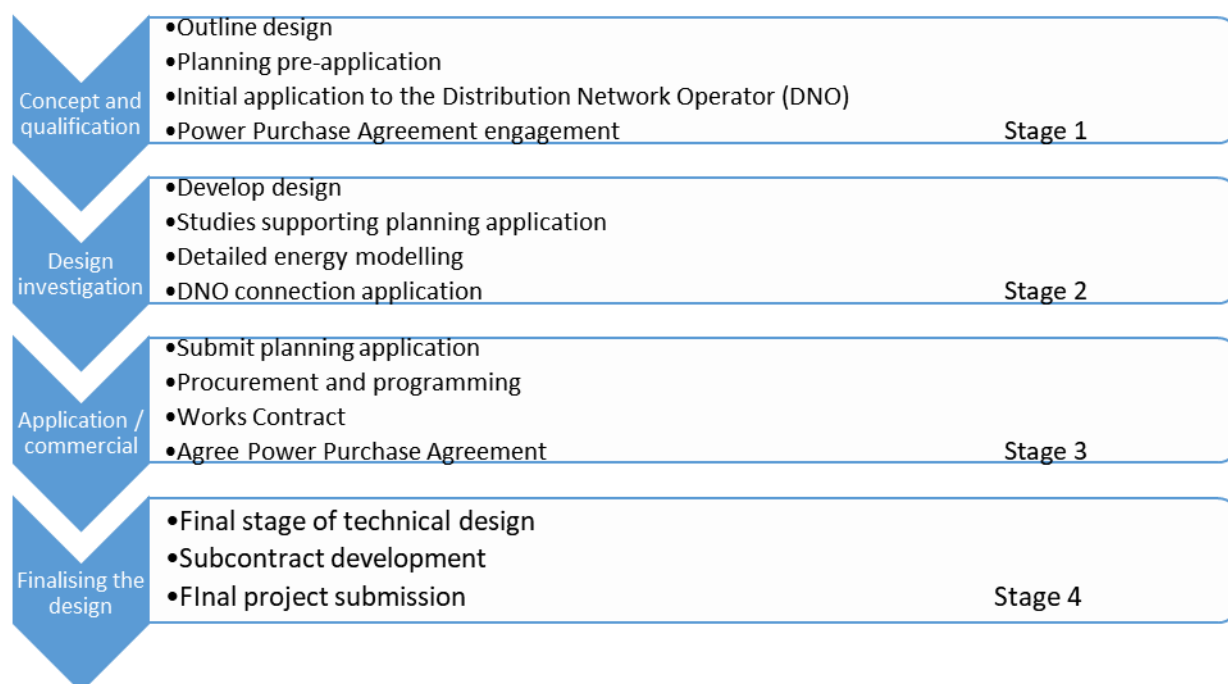 Concept and
qualification
•Outline design
•Planning pre-application
•Initial application to the Distribution Network Operator (DNO)
•Power Purchase Agreement engagement
Stage 1
Design
investigation
•Develop design
•Studies supporting planning application
•Detailed energy modelling
•DNO connection application
Stage 2
Application /
commercial
•Submit planning application
•Procurement and programming
•Works Contract
•Agree Power Purchase Agreement
Stage 3
Finalising the
design
•Final stage of technical design
•Subcontract development
•FInal project submission
Stage 4